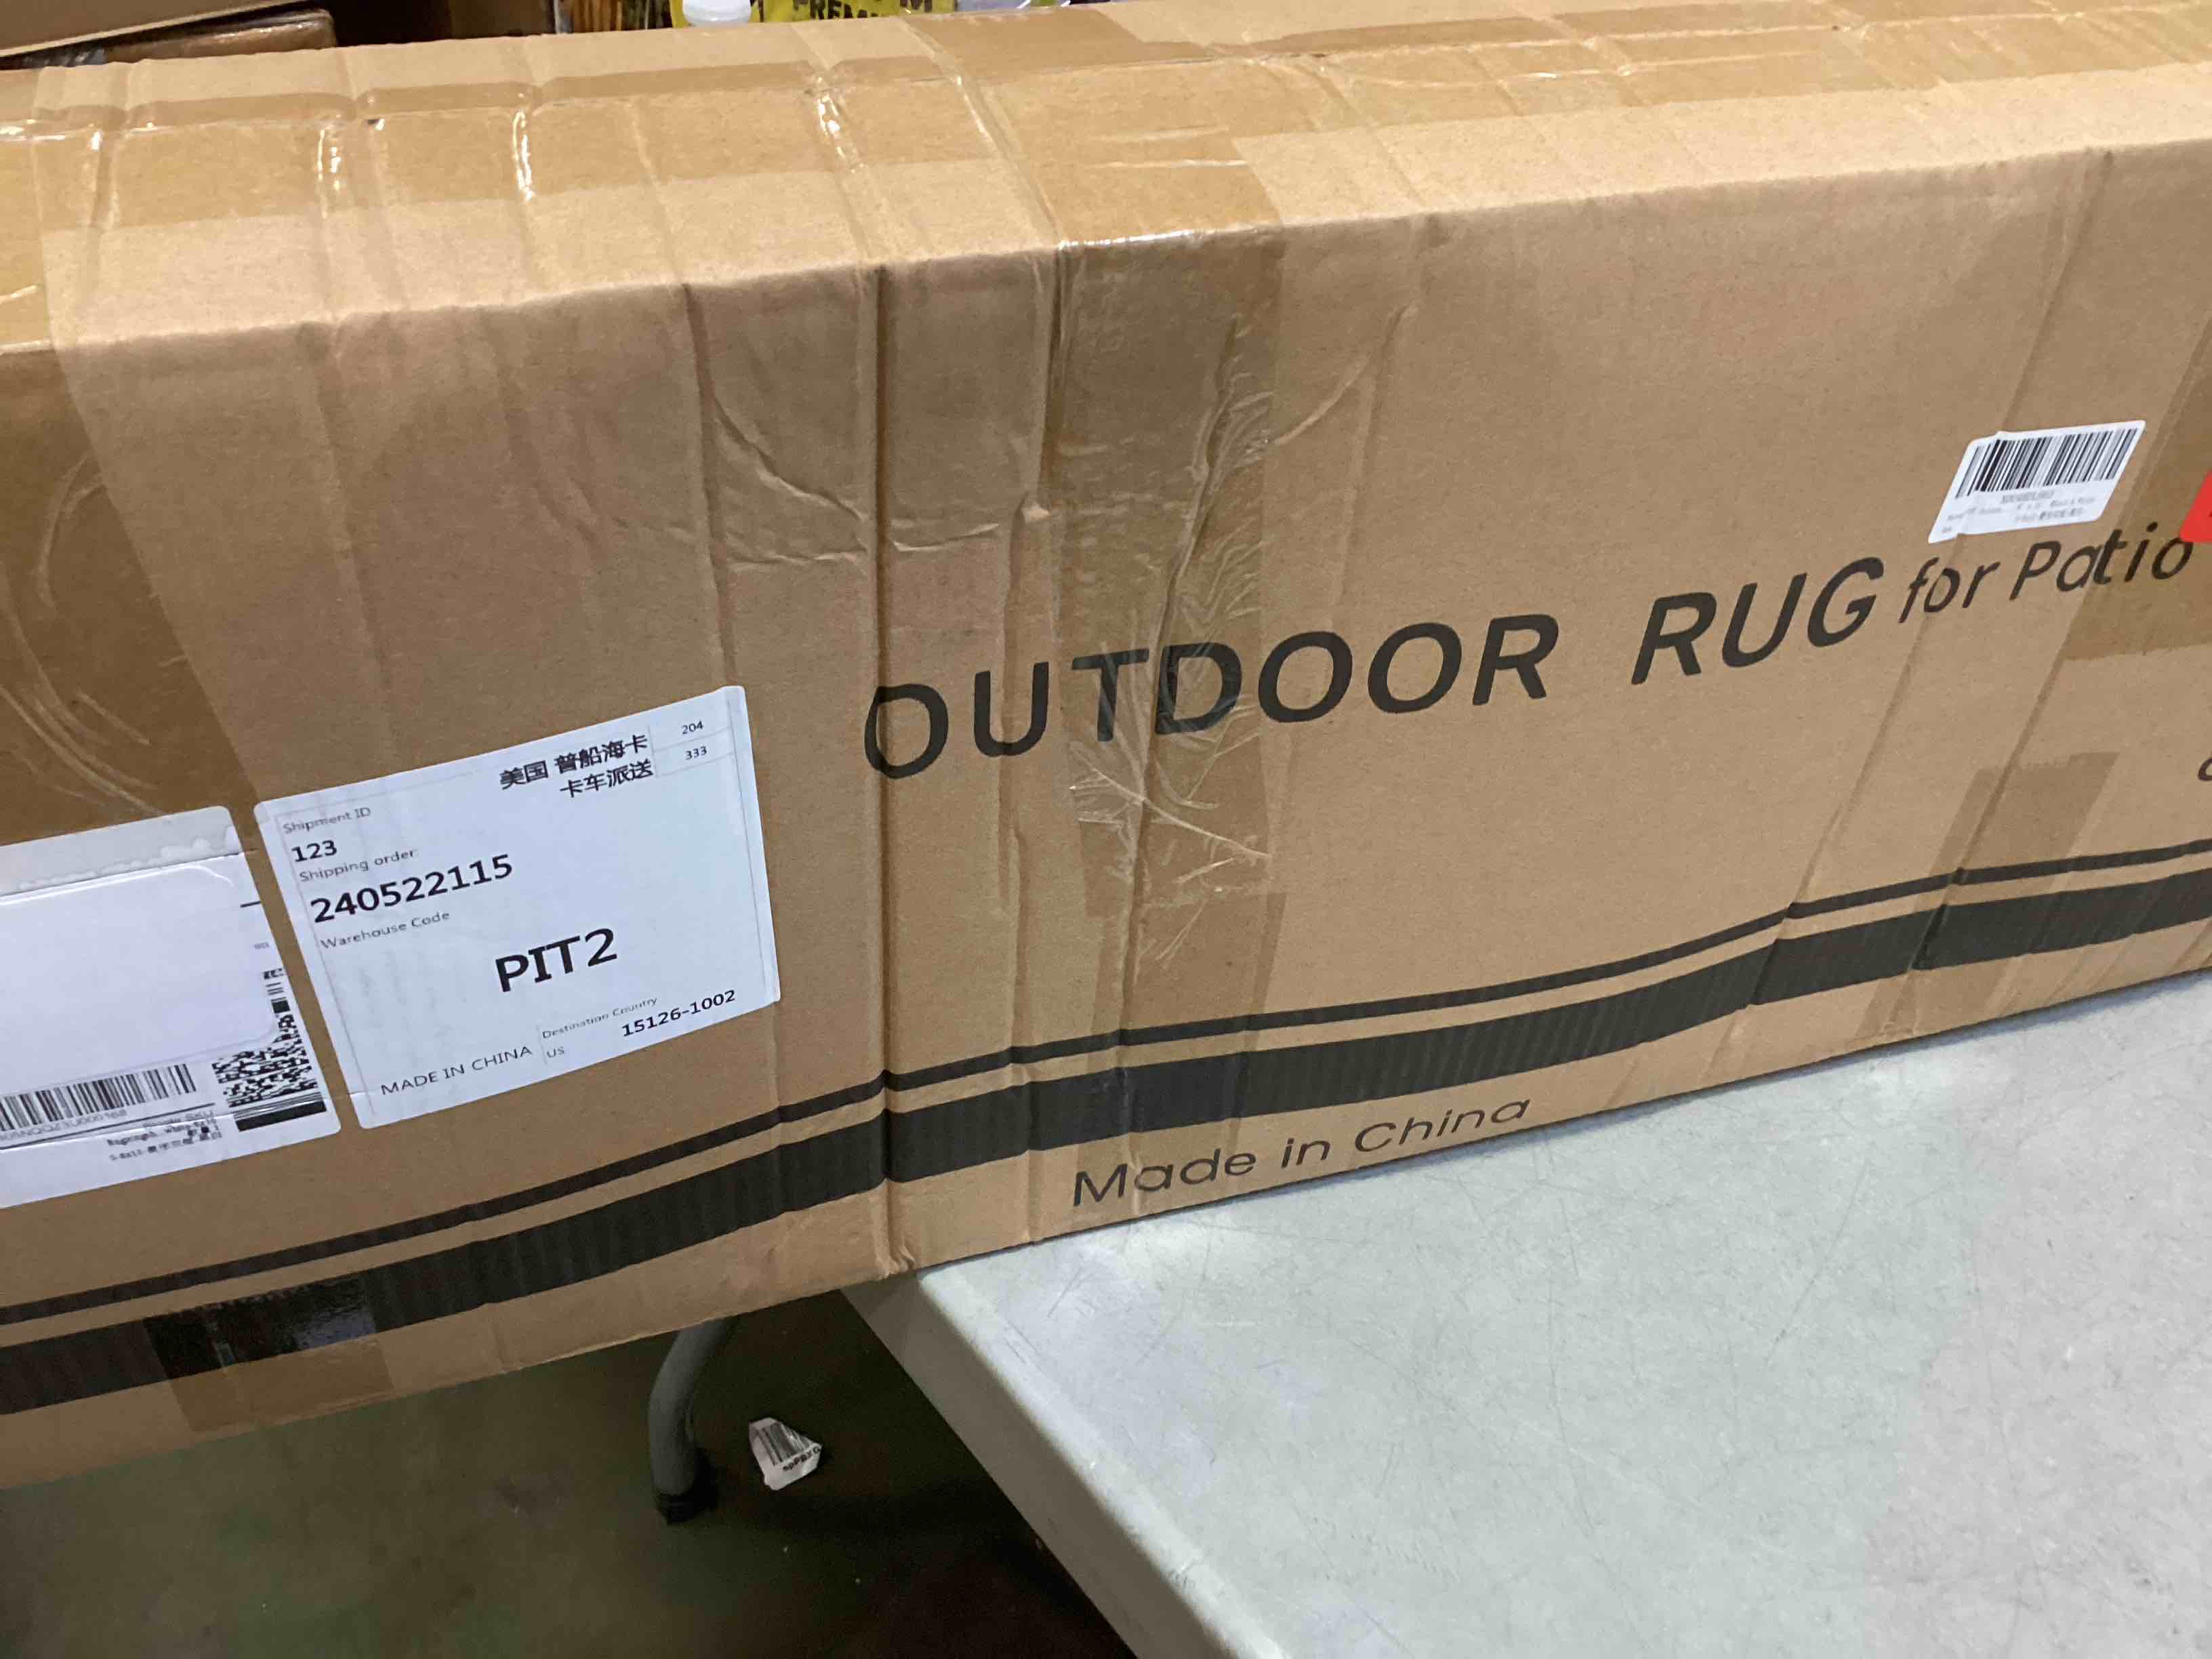 PREM
美国 普船海卡
卡车派送
204
333
Shipment ID
123
Shipping order:
240522115
Warehouse Code
PIT2
Destination Country
US
15126-1002
MADE IN CHINA
OUTDOOR RUG for Patio
Made in China